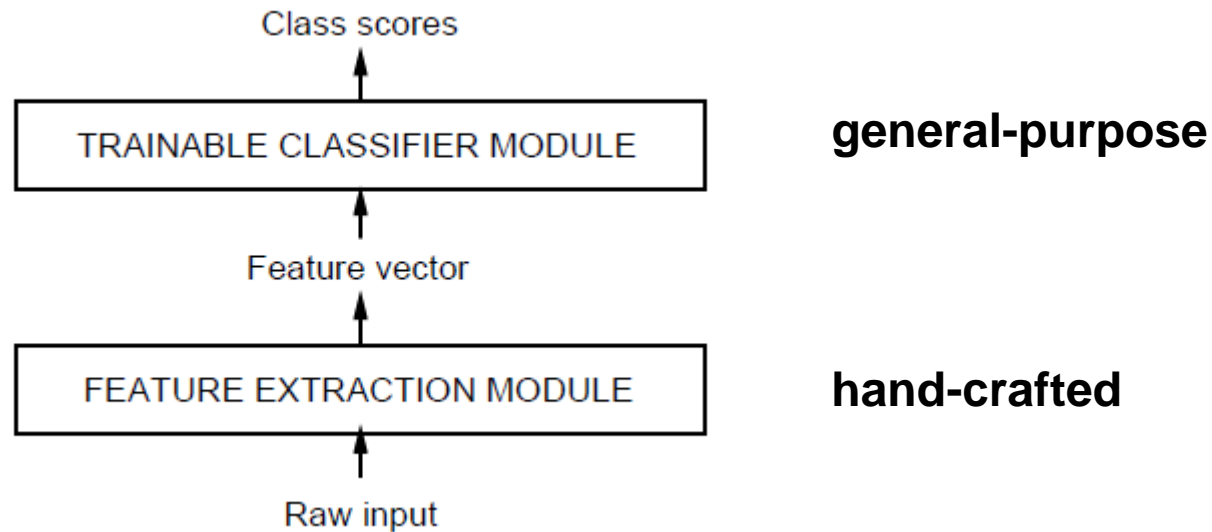 Class scores
TRAINABLE CLASSIFIER MODULE
general-purpose
Feature vector
FEATURE EXTRACTION MODULE
hand-crafted
Raw input